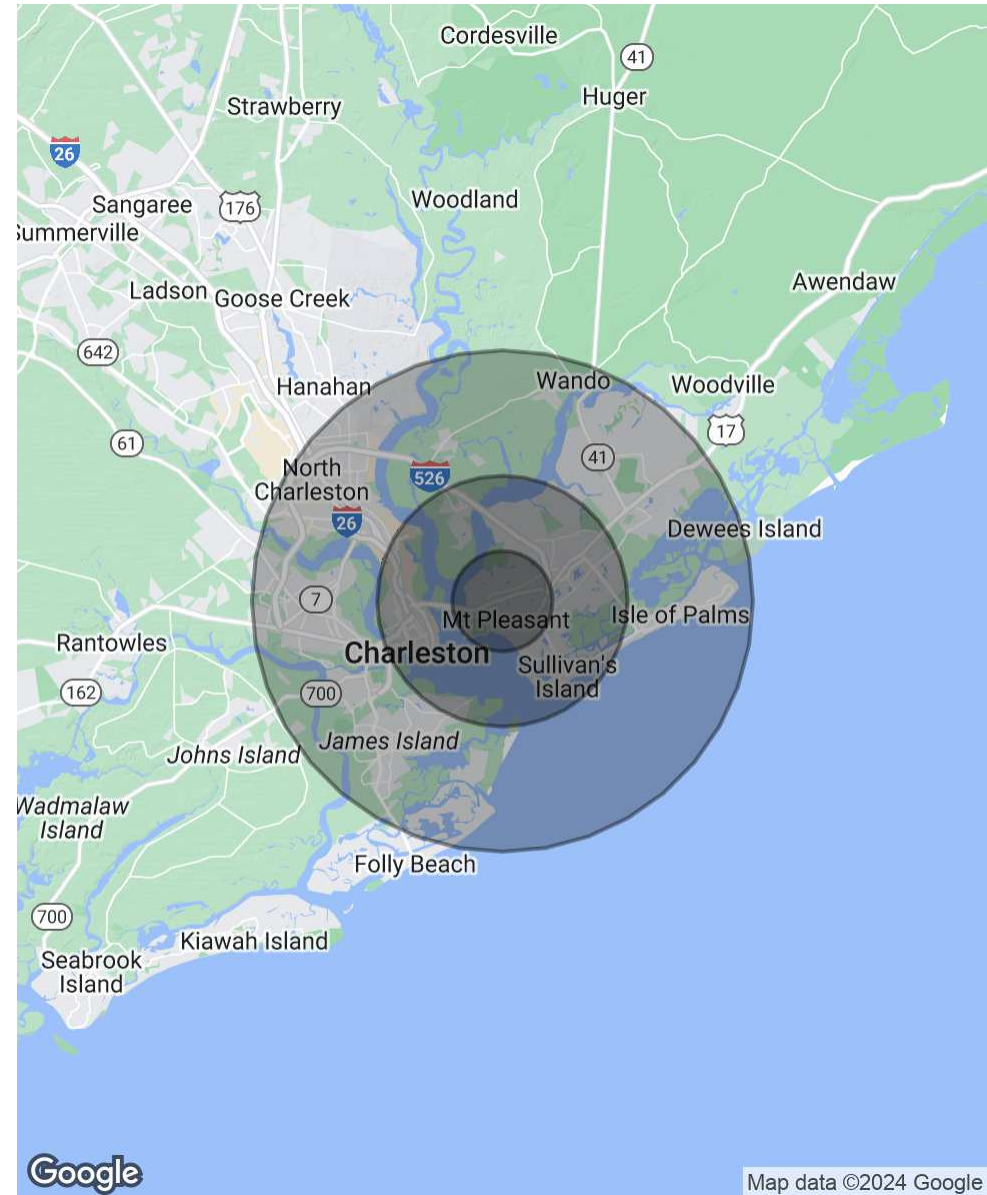 Cordesville
41
Huger
Strawberry
26
Sangaree
176
Woodland
Summerville
Ladson
Goose Creek
Awendaw
642
Hanahan
Wando
Woodville
17
61
41
North
Charleston
526
26
Dewees Island
7
Mt Pleasant
Isle of Palms
Rantowles
Charleston
Sullivan's
Island
162
700
James Island
Johns Island
Wadmalaw
Island
Folly Beach
700
Kiawah Island
Seabrook
Island
Google
Map data ©2024 Google